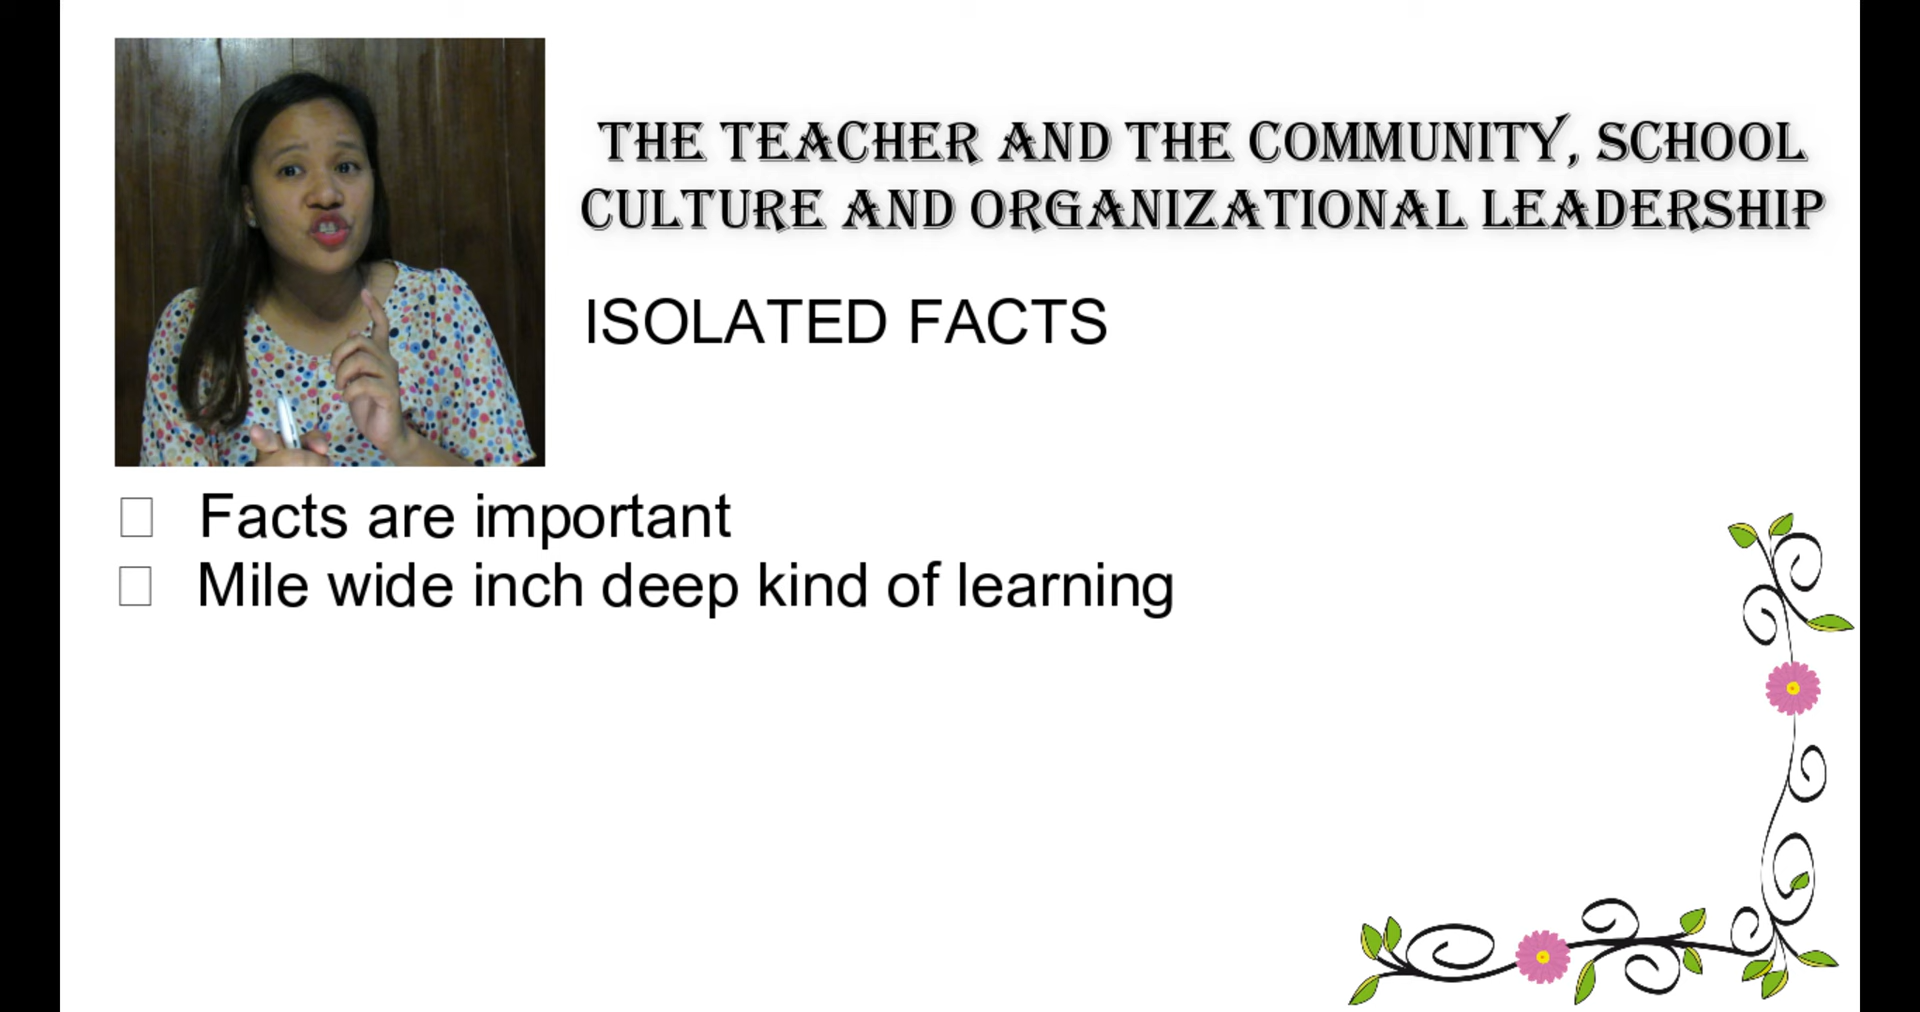 THE TEACHER AND THE COMMUNITY, SCHOOL
CULTURE AND ORGANIZATIONAL LEADERSHIP
ISOLATED FACTS
Facts are important
Mile wide inch deep kind of learning